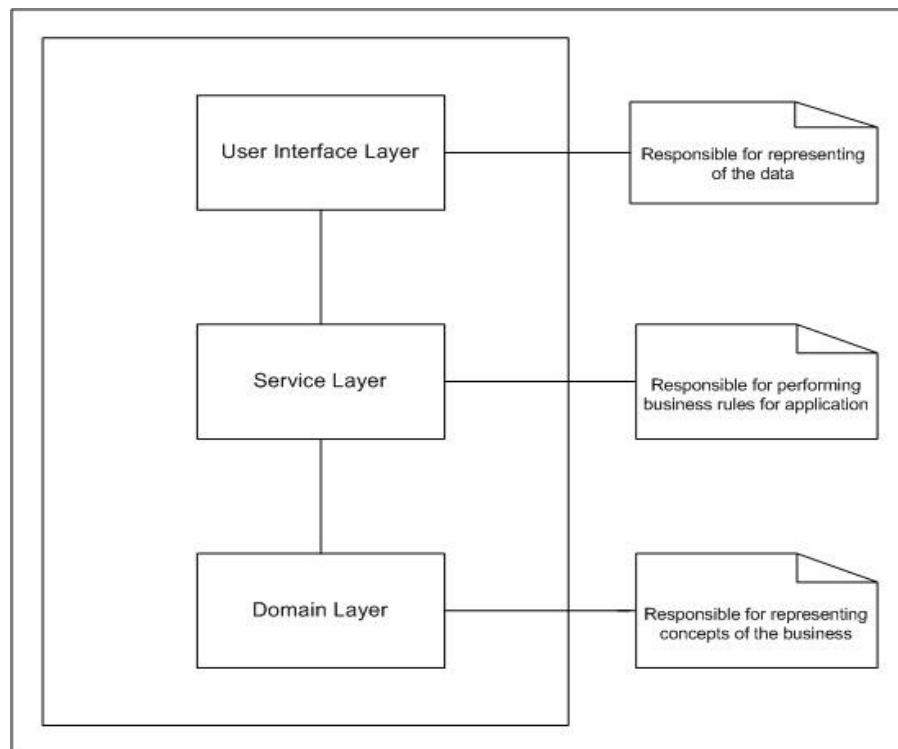 User Interface Layer
Responsible for representing
of the data
Service Layer
Responsible for performing
business rules for application
Domain Layer
Responsible for representing
concepts of the business